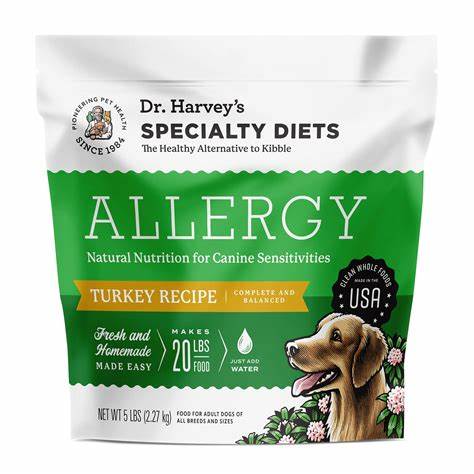 PIONEERING PET HEALTH
SINCE 1984
Dr. Harvey's
SPECIALTY DIETS
The Healthy Alternative to Kibble
ALLERGY
Natural Nutrition for Canine Sensitivities
TURKEY RECIPE
COMPLETE AND
BALANCED
CLEAN WHOLE FOODS
MADE IN THE
USA
Fresh and
Homemade
MADE EASY
MAKES
20 LBS
FOOD
JUST ADD
WATER
NET WT 5 LBS (2.27 kg)
FOOD FOR ADULT DOGS OF
ALL BREEDS AND SIZES